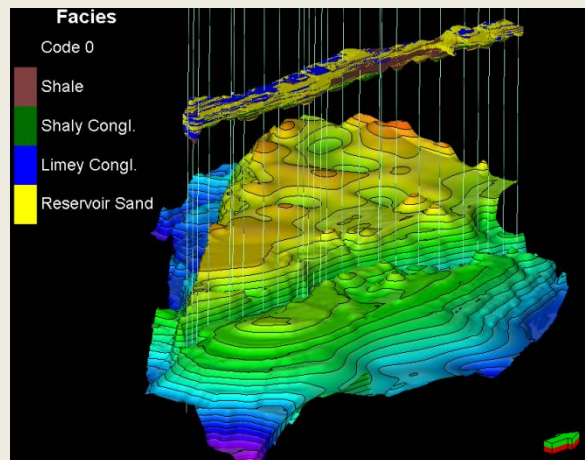 Facies
Code 0
Shale
Shaly Congl.
Limey Congl.
Reservoir Sand